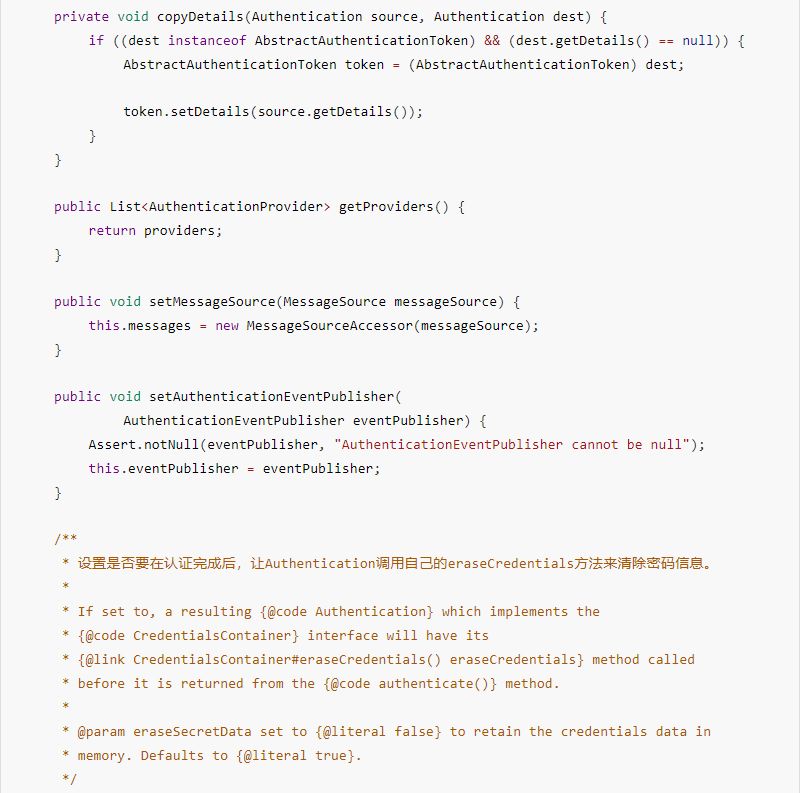 private void copyDetails(Authentication source, Authentication dest) {
if ((dest instanceof AbstractAuthenticationToken) && (dest.getDetails() == null)) {
AbstractAuthenticationToken token = (AbstractAuthenticationToken) dest;
token.setDetails(source.getDetails());
}
}
public List<AuthenticationProvider> getProviders() {
return providers;
}
public void setMessageSource(MessageSource messageSource) {
this.messages = new MessageSourceAccessor(messageSource);
}
public void setAuthenticationEventPublisher(
AuthenticationEventPublisher eventPublisher) {
Assert.notNull(eventPublisher, "AuthenticationEventPublisher cannot be null");
this.eventPublisher = eventPublisher;
}
/**
* 设置是否要在认证完成后，让Authentication调用自己的eraseCredentials方法来清除密码信息。
*
* If set to, a resulting {@code Authentication} which implements the
* {@code CredentialsContainer} interface will have its
* {@link CredentialsContainer#eraseCredentials() eraseCredentials} method called
* before it is returned from the {@code authenticate()} method.
*
* @param eraseSecretData set to {@literal false} to retain the credentials data in
* memory. Defaults to {@literal true}.
*/